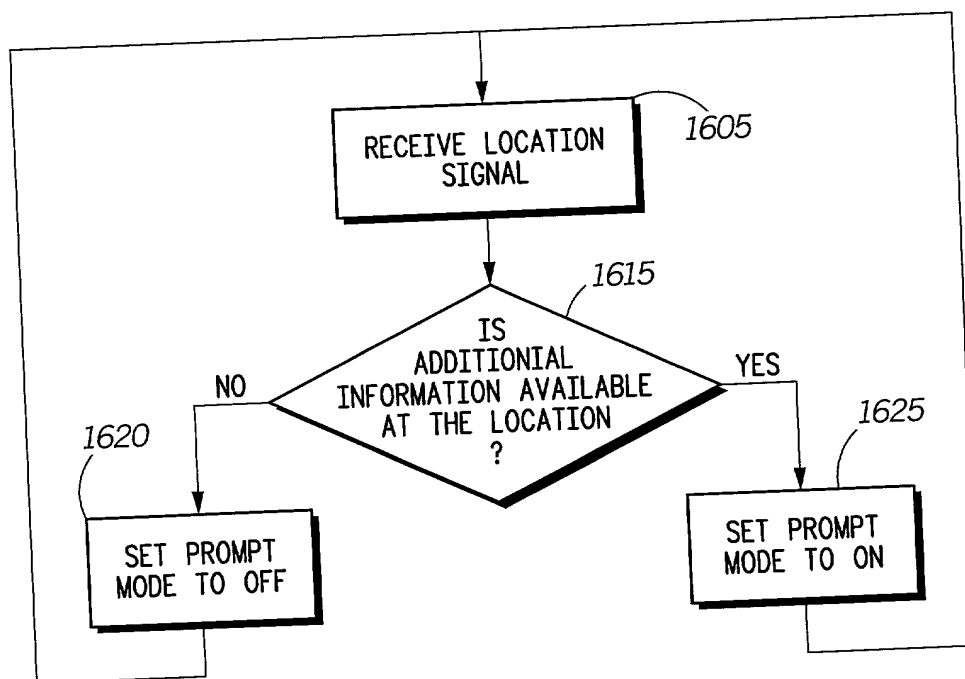 RECEIVE LOCATION
SIGNAL
1605
IS
ADDITIONIAL
INFORMATION AVAILABLE
AT THE LOCATION
?
1615
NO
YES
1620
SET PROMPT
MODE TO OFF
1625
SET PROMPT
MODE TO ON